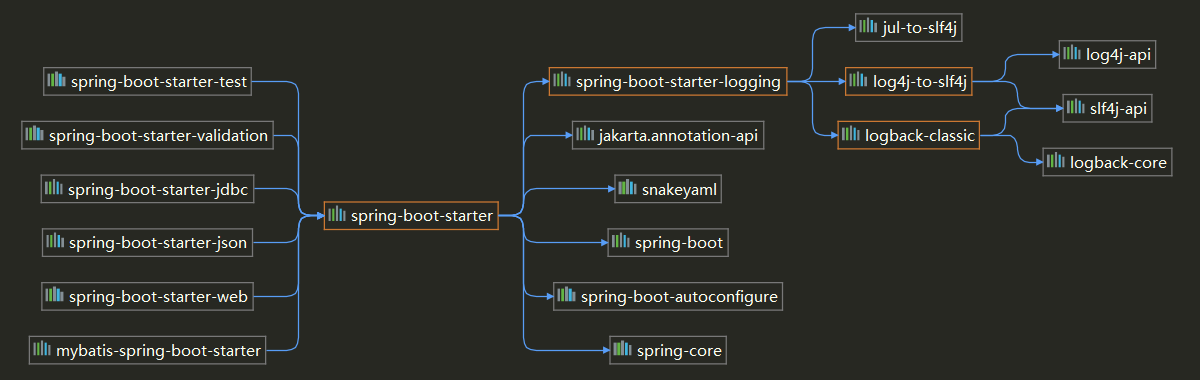 spring-boot-starter-test
spring-boot-starter-validation
spring-boot-starter-jdbc
spring-boot-starter-json
spring-boot-starter-web
mybatis-spring-boot-starter
spring-boot-starter
spring-boot-starter-logging
jakarta.annotation-api
snakeyaml
spring-boot
spring-boot-autoconfigure
spring-core
jul-to-slf4j
log4j-to-slf4j
logback-classic
log4j-api
slf4j-api
logback-core